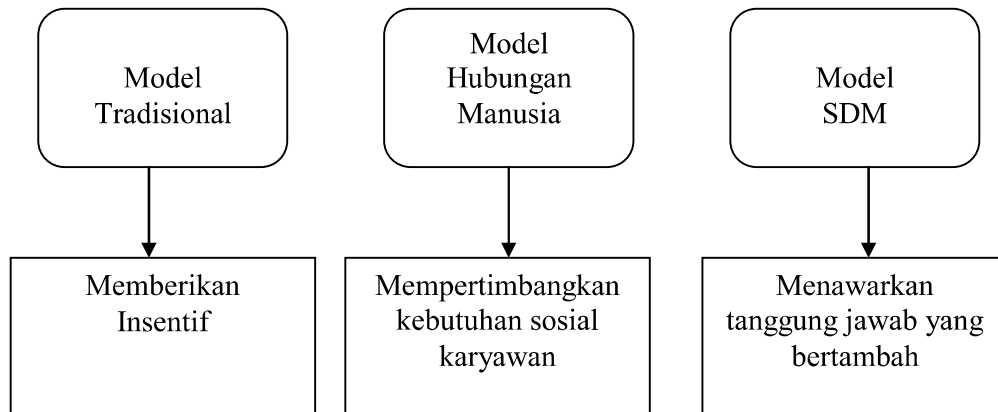 Model
Tradisional
Model
Hubungan
Manusia
Model
SDM
Memberikan
Insentif
Mempertimbangkan
kebutuhan sosial
karyawan
Menawarkan
tanggung jawab yang
bertambah